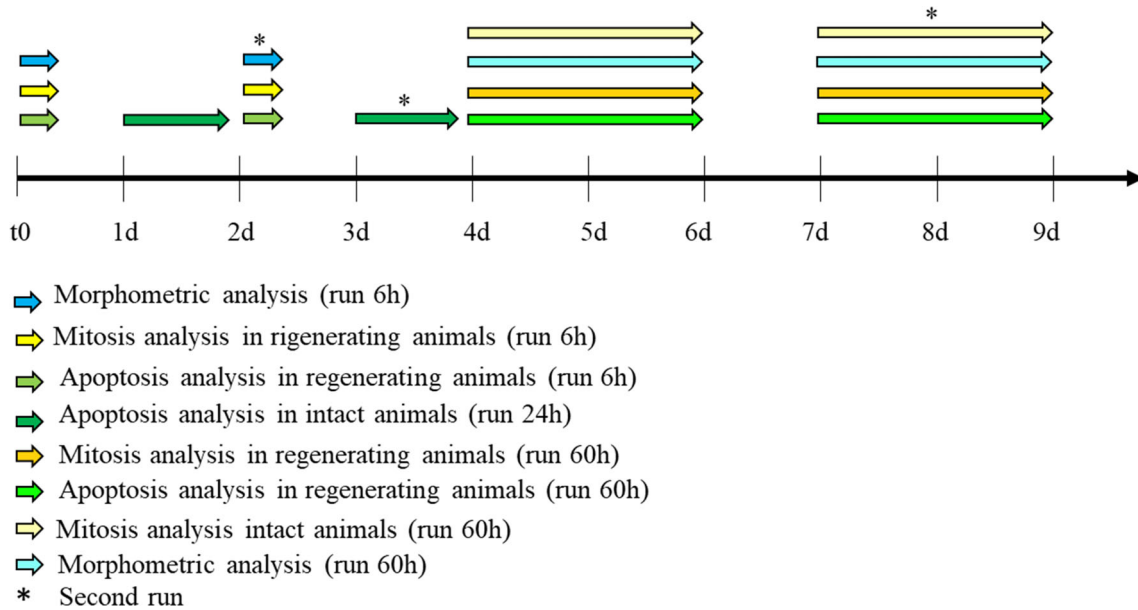 *
*
*
t0 1d 2d 3d 4d 5d 6d 7d 8d 9d
Morphometric analysis (run 6h)
Mitosis analysis in rigenerating animals (run 6h)
Apoptosis analysis in regenerating animals (run 6h)
Apoptosis analysis in intact animals (run 24h)
Mitosis analysis in regenerating animals (run 60h)
Apoptosis analysis in regenerating animals (run 60h)
Mitosis analysis intact animals (run 60h)
Morphometric analysis (run 60h)
* Second run